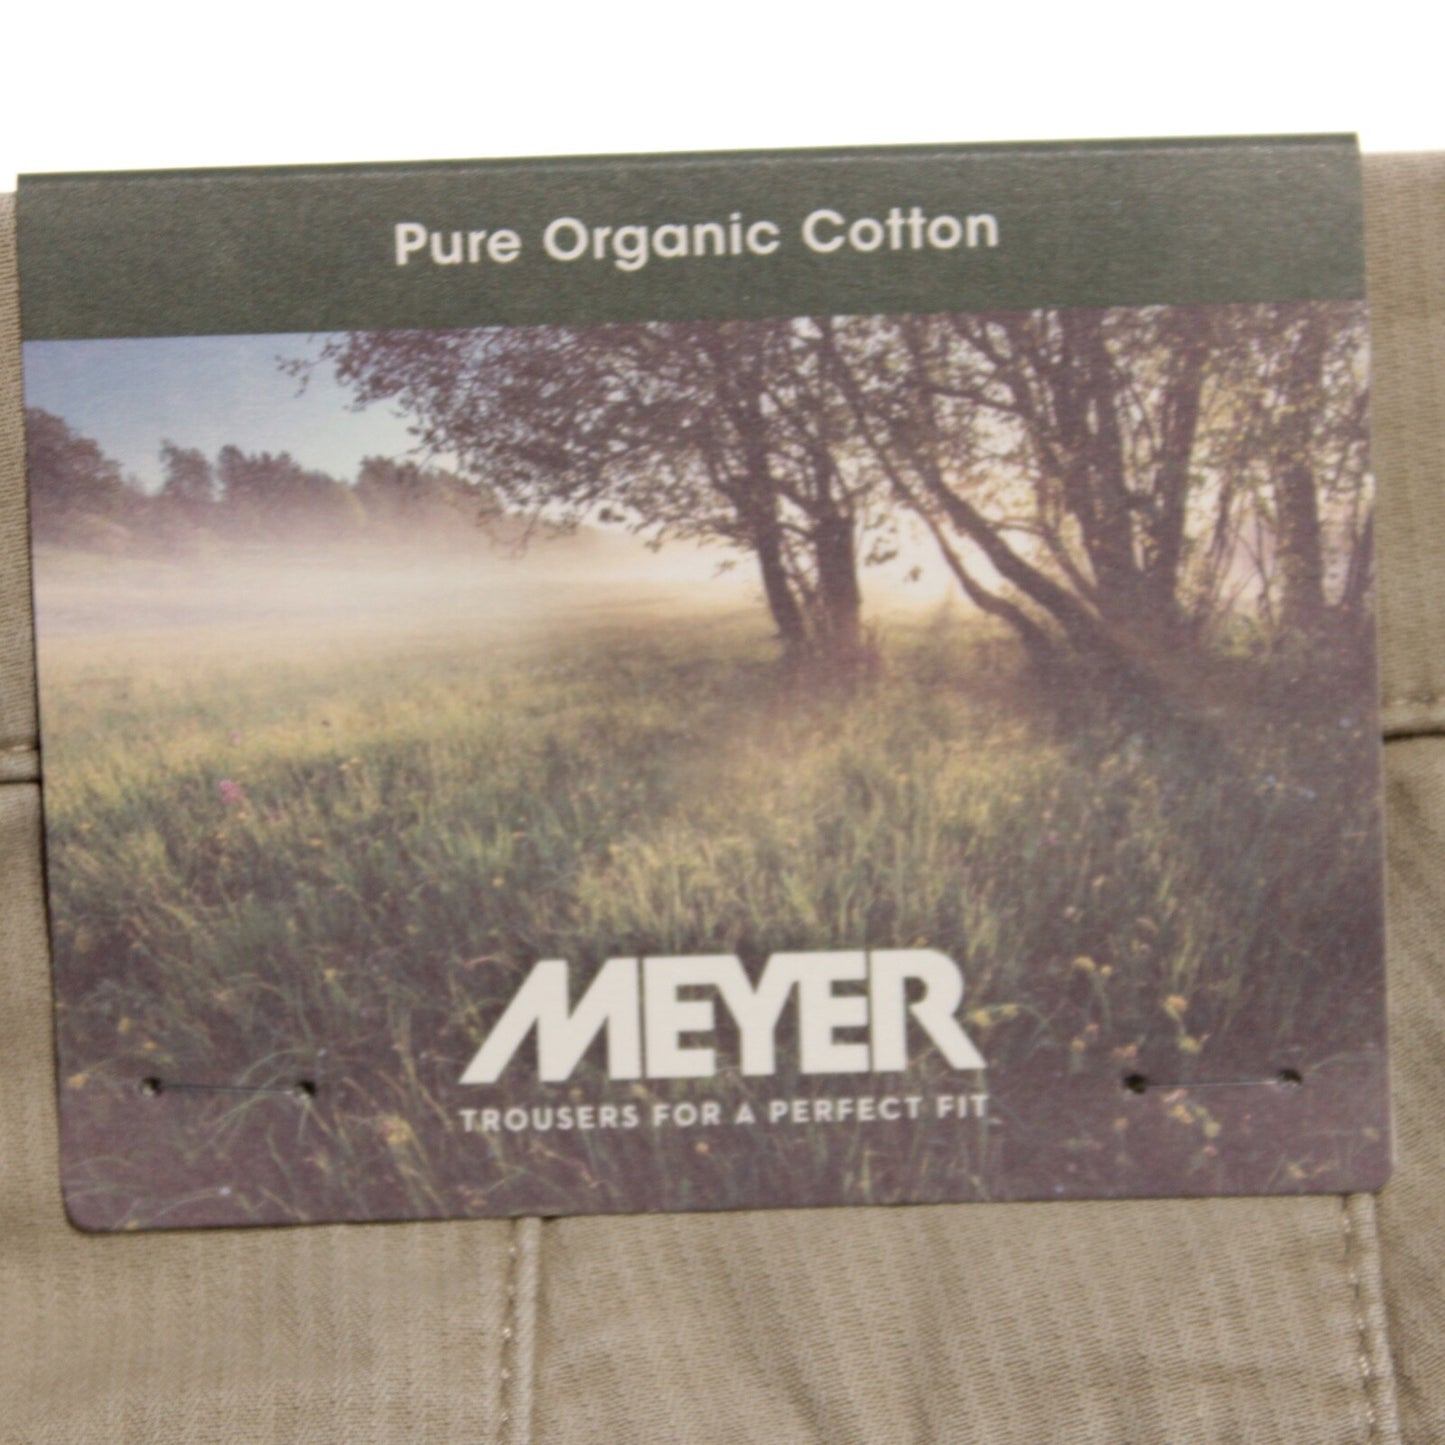 Pure Organic Cotton
MEYER
TROUSERS FOR A PERFECT FIT